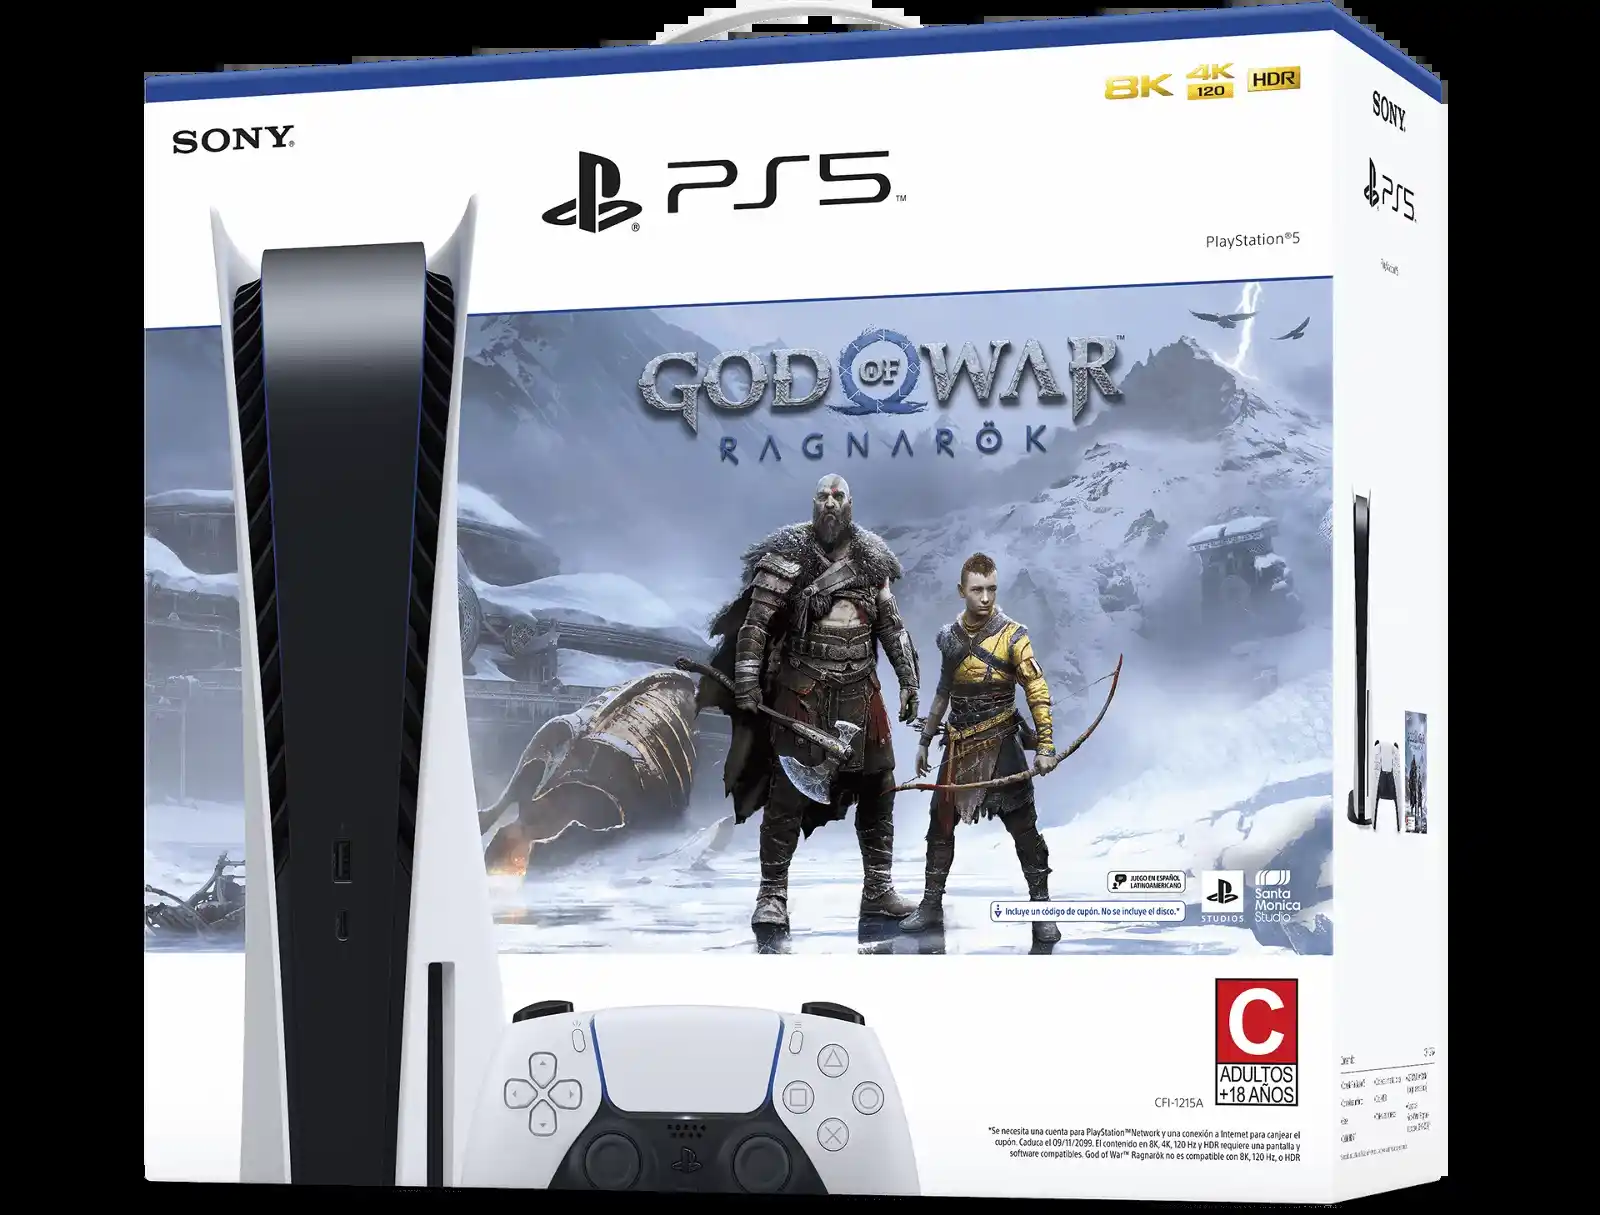 8K
4K
120
HDR
SONY®
PS5™
PlayStation®5
GOD OF WAR™
RAGNARÖK
JUEGO EN ESPAÑOL
LATINOAMERICANO
Incluye un código de cupón. No se incluye el disco.*
STUDIOS
Santa
Monica
Studio
C
ADULTOS
+18 AÑOS
CFI-1215A
*Se necesita una cuenta para PlayStation™Network y una conexión a Internet para canjear el
cupón. Caduca el 09/11/2099. El contenido en 8K, 4K, 120 Hz y HDR requiere una pantalla y
software compatibles. God of War™ Ragnarök no es compatible con 8K, 120 Hz, o HDR
SONY
PS5